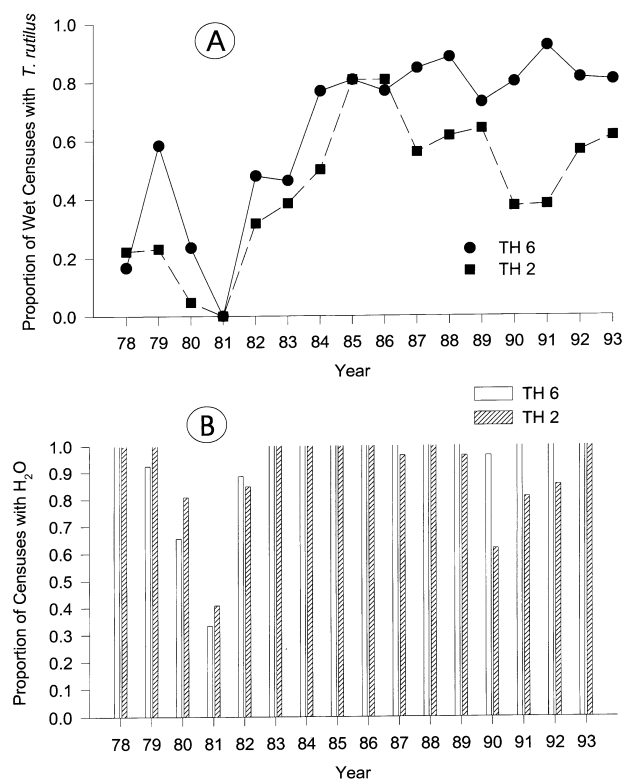 A
Proportion of Wet Censuses with T. rutilus
1.0
0.8
0.6
0.4
0.2
0.0
TH 6
TH 2
78 79 80 81 82 83 84 85 86 87 88 89 90 91 92 93
Year
TH 6
TH 2
B
Proportion of Censuses with H2O
1.0
0.9
0.8
0.7
0.6
0.5
0.4
0.3
0.2
0.1
0.0
78 79 80 81 82 83 84 85 86 87 88 89 90 91 92 93
Year